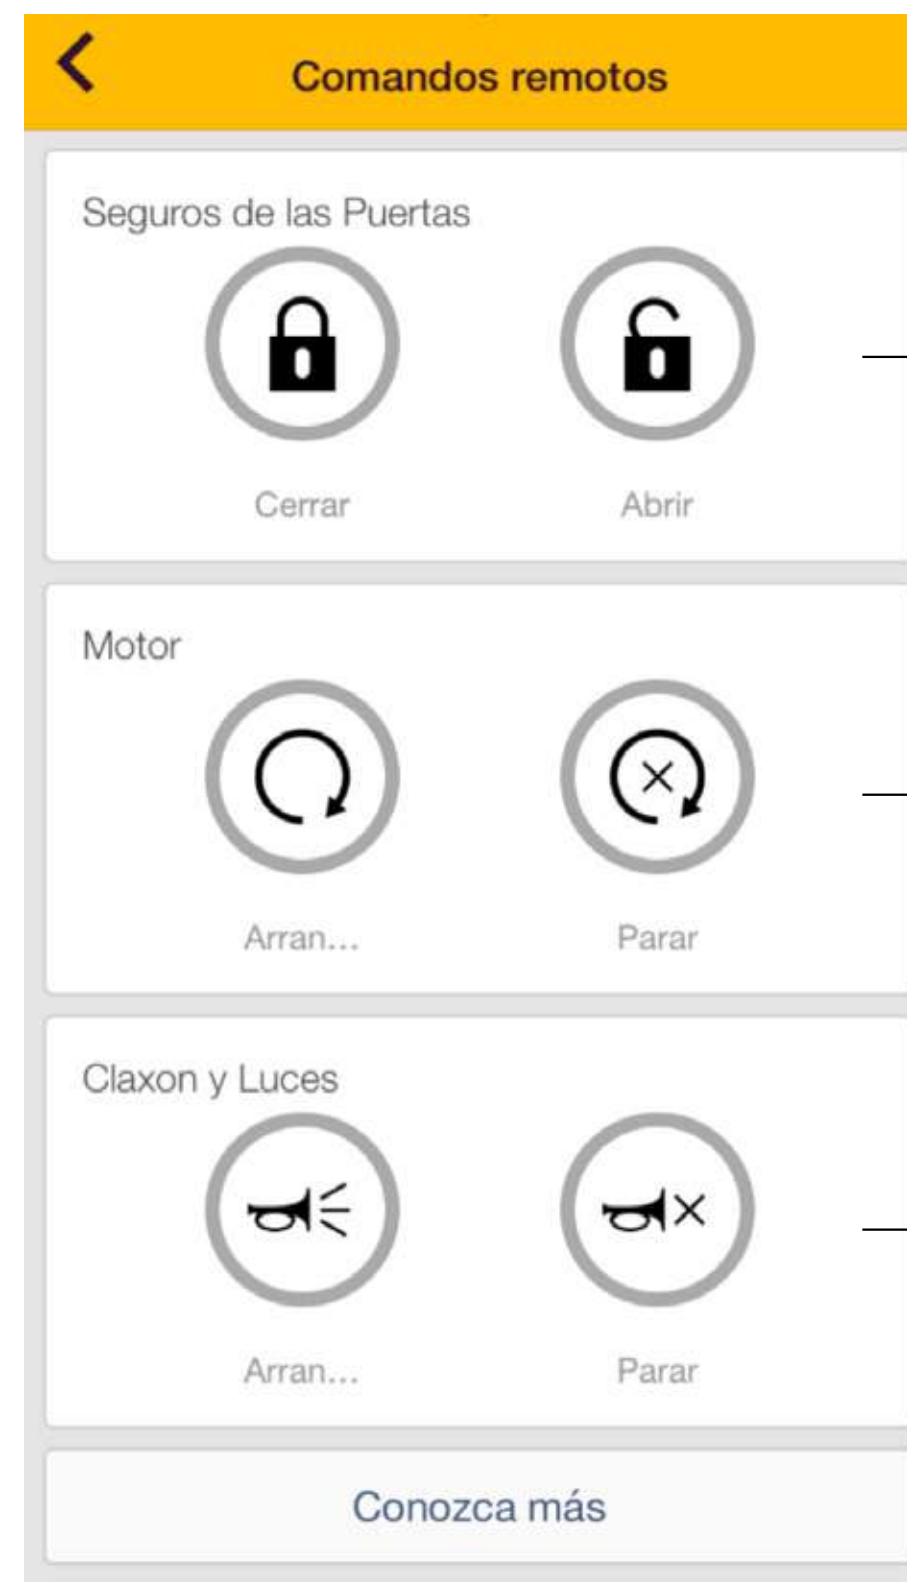 Comandos remotos
Seguros de las Puertas
Cerrar Abrir
Motor
Arran... Parar
Claxon y Luces
Arran... Parar
Conozca más